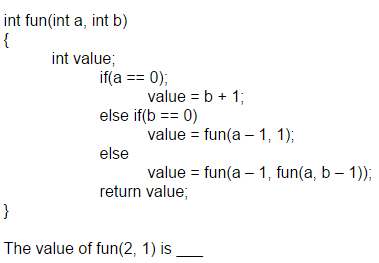 int fun(int a, int b)
{
int value;
if(a == 0);
value = b + 1;
else if(b == 0)
value = fun(a – 1, 1);
else
value = fun(a – 1, fun(a, b – 1));
return value;
}
The value of fun(2, 1) is ___